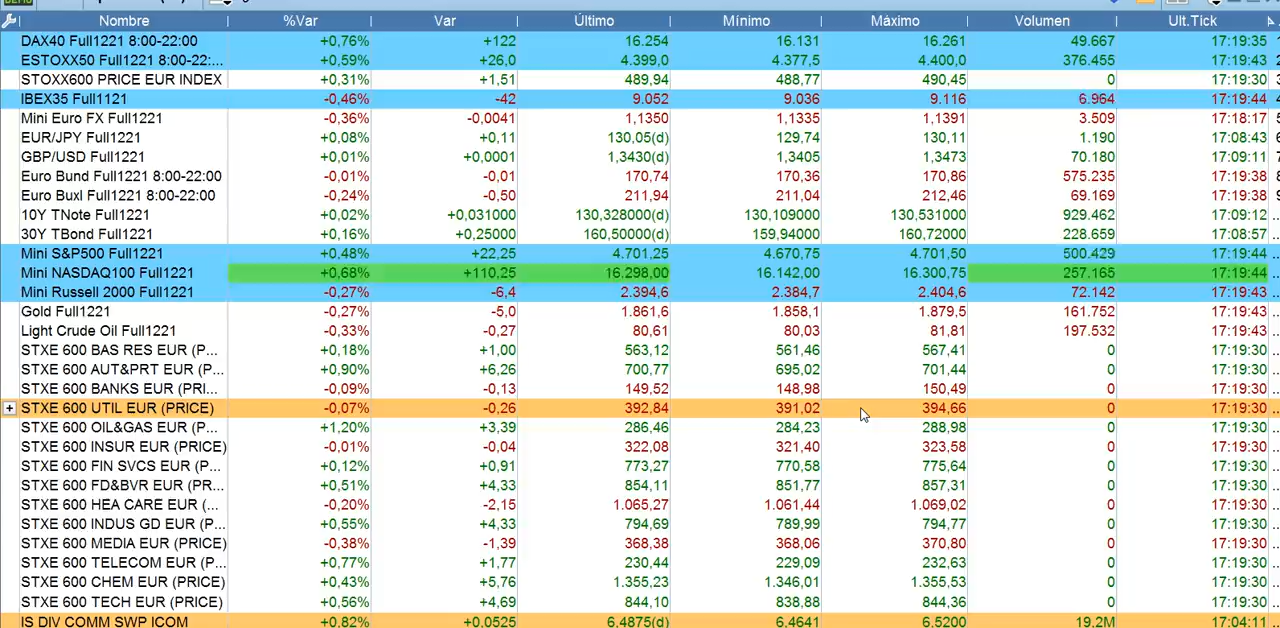 Nombre %Var Var Último Mínimo Máximo Volumen Ult.Tick
DAX40 Full1221 8:00-22:00 +0,76% +122 16.254 16.131 16.261 49.667 17:19:35
ESTOXX50 Full1221 8:00-22:... +0,59% +26,0 4.399,0 4.377,5 4.400,0 376.455 17:19:43
STOXX600 PRICE EUR INDEX +0,31% +1,51 489,94 488,77 490,45 0 17:19:30
IBEX35 Full1121 -0,46% -42 9.052 9.036 9.116 6.964 17:19:44
Mini Euro FX Full1221 -0,36% -0,0041 1,1350 1,1335 1,1391 3.509 17:18:17
EUR/JPY Full1221 +0,08% +0,11 130,05(d) 129,74 130,11 1.190 17:08:43
GBP/USD Full1221 +0,01% +0,0001 1,3430(d) 1,3405 1,3473 70.180 17:09:11
Euro Bund Full1221 8:00-22:00 -0,01% -0,01 170,74 170,36 170,86 575.235 17:19:38
Euro Buxl Full1221 8:00-22:00 -0,24% -0,50 211,94 211,04 212,46 69.169 17:19:38
10Y TNote Full1221 +0,02% +0,031000 130,328000(d) 130,109000 130,531000 929.462 17:09:12
30Y TBond Full1221 +0,16% +0,25000 160,50000(d) 159,94000 160,72000 228.659 17:08:57
Mini S&P500 Full1221 +0,48% +22,25 4.701,25 4.670,75 4.701,50 500.429 17:19:44
Mini NASDAQ100 Full1221 +0,68% +110,25 16.298,00 16.142,00 16.300,75 257.165 17:19:44
Mini Russell 2000 Full1221 -0,27% -6,4 2.394,6 2.384,7 2.404,6 72.142 17:19:43
Gold Full1221 -0,27% -5,0 1.861,6 1.858,1 1.879,5 161.752 17:19:43
Light Crude Oil Full1221 -0,33% -0,27 80,61 80,03 81,81 197.532 17:19:43
STXE 600 BAS RES EUR (P... +0,18% +1,00 563,12 561,46 567,41 0 17:19:30
STXE 600 AUT&PRT EUR (P... +0,90% +6,26 700,77 695,02 701,44 0 17:19:30
STXE 600 BANKS EUR (PRI... -0,09% -0,13 149,52 148,98 150,49 0 17:19:30
STXE 600 UTIL EUR (PRICE) -0,07% -0,26 392,84 391,02 394,66 0 17:19:30
STXE 600 OIL&GAS EUR (P... +1,20% +3,39 286,46 284,23 288,98 0 17:19:30
STXE 600 INSUR EUR (PRICE) -0,01% -0,04 322,08 321,40 323,58 0 17:19:30
STXE 600 FIN SVCS EUR (P... +0,12% +0,91 773,27 770,58 775,64 0 17:19:30
STXE 600 FD&BVR EUR (PR... +0,51% +4,33 854,11 851,77 857,31 0 17:19:30
STXE 600 HEA CARE EUR (... -0,20% -2,15 1.065,27 1.061,44 1.069,02 0 17:19:30
STXE 600 INDUS GD EUR (P... +0,55% +4,33 794,69 789,99 794,77 0 17:19:30
STXE 600 MEDIA EUR (PRICE) -0,38% -1,39 368,38 368,06 370,80 0 17:19:30
STXE 600 TELECOM EUR (P... +0,77% +1,77 230,44 229,09 232,63 0 17:19:30
STXE 600 CHEM EUR (PRICE) +0,43% +5,76 1.355,23 1.346,01 1.355,53 0 17:19:30
STXE 600 TECH EUR (PRICE) +0,56% +4,69 844,10 838,88 844,36 0 17:19:30
IS DIV COMM SWP ICOM +0,82% +0,0525 6,4875(d) 6,4641 6,5200 19,2M 17:04:11